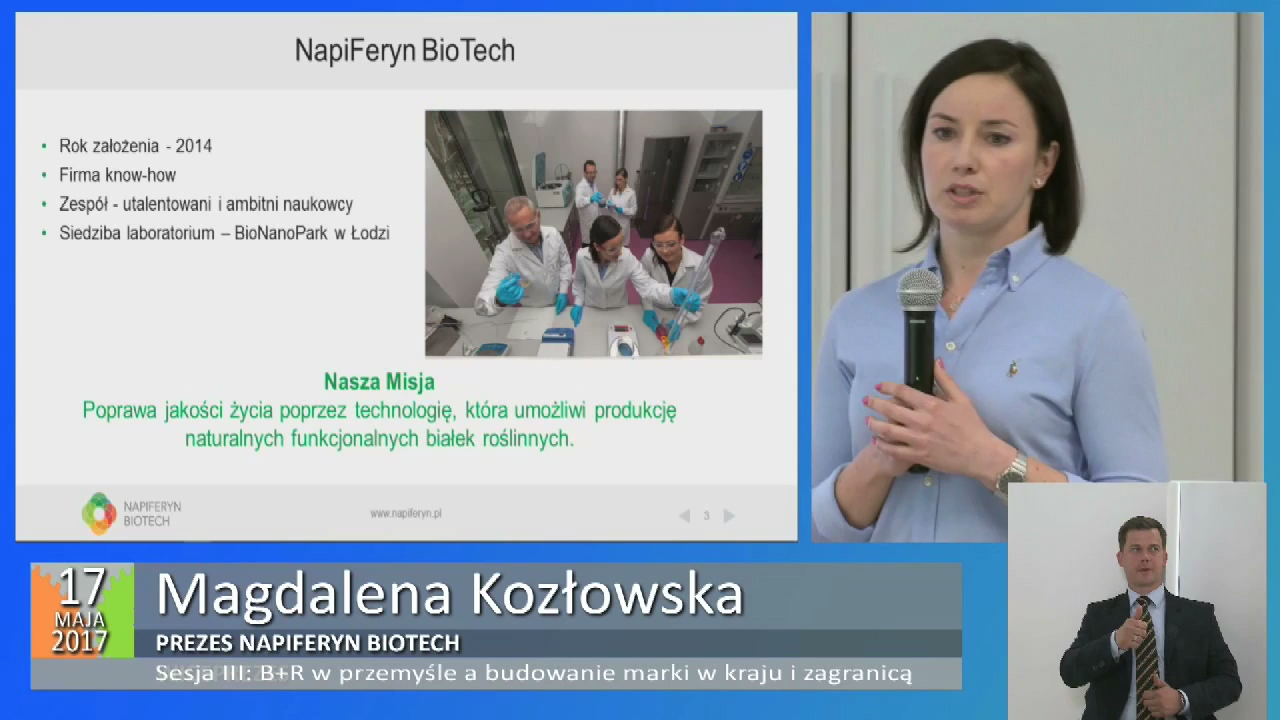 NapiFeryn BioTech
• Rok założenia - 2014
• Firma know-how
• Zespół - utalentowani i ambitni naukowcy
• Siedziba laboratorium – BioNanoPark w Łodzi
Nasza Misja
Poprawa jakości życia poprzez technologię, która umożliwi produkcję
naturalnych funkcjonalnych białek roślinnych.
NAPIFERYN
BIOTECH
www.napiferyn.pl
3
17
MAJA
2017
Magdalena Kozłowska
PREZES NAPIFERYN BIOTECH
Sesja III: B+R w przemyśle a budowanie marki w kraju i zagranicą